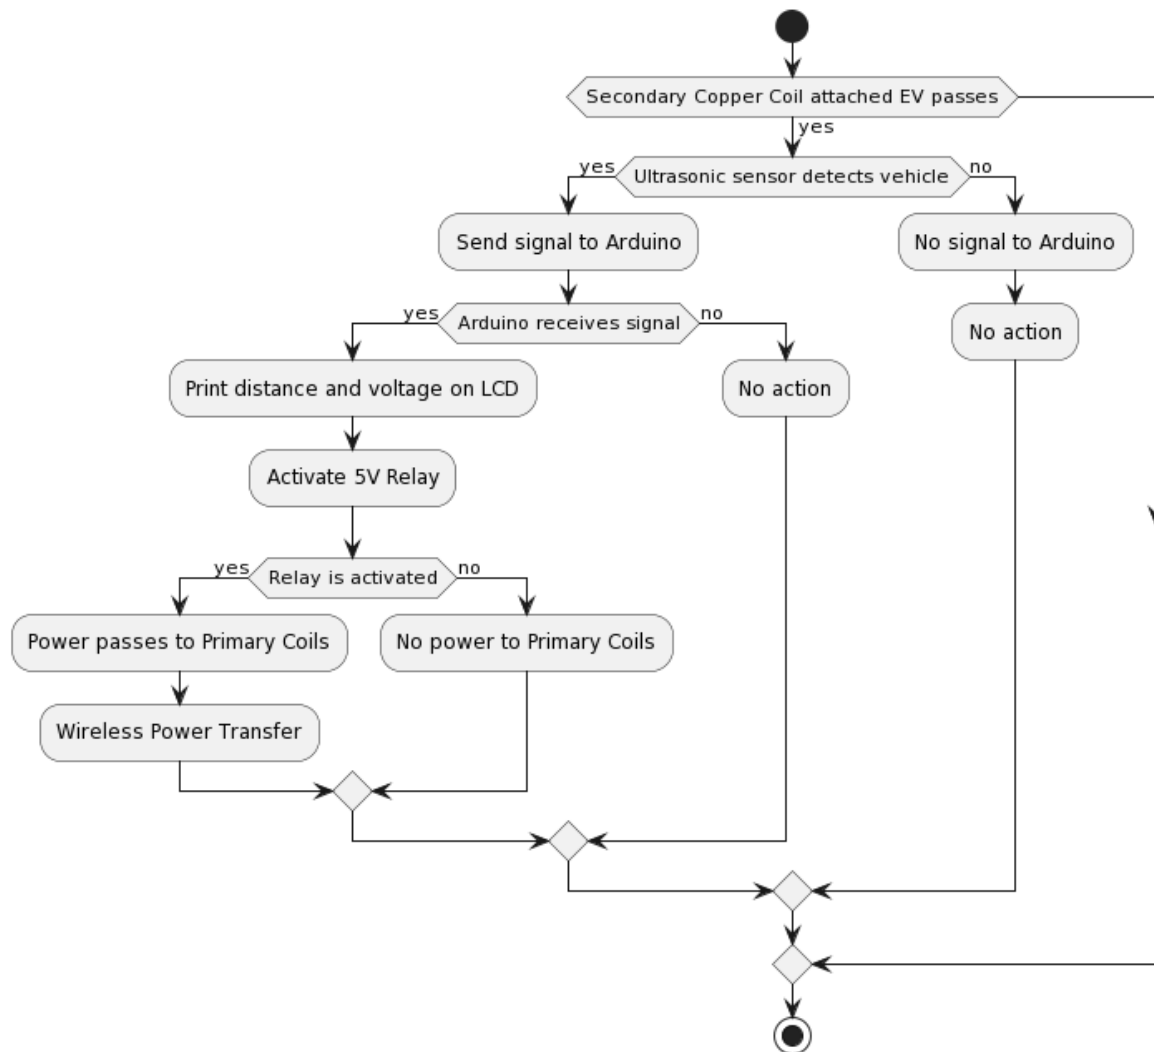 Secondary Copper Coil attached EV passes
yes
yes
Ultrasonic sensor detects vehicle
no
Send signal to Arduino
No signal to Arduino
yes
Arduino receives signal
no
No action
Print distance and voltage on LCD
No action
Activate 5V Relay
yes
Relay is activated
no
Power passes to Primary Coils
No power to Primary Coils
Wireless Power Transfer